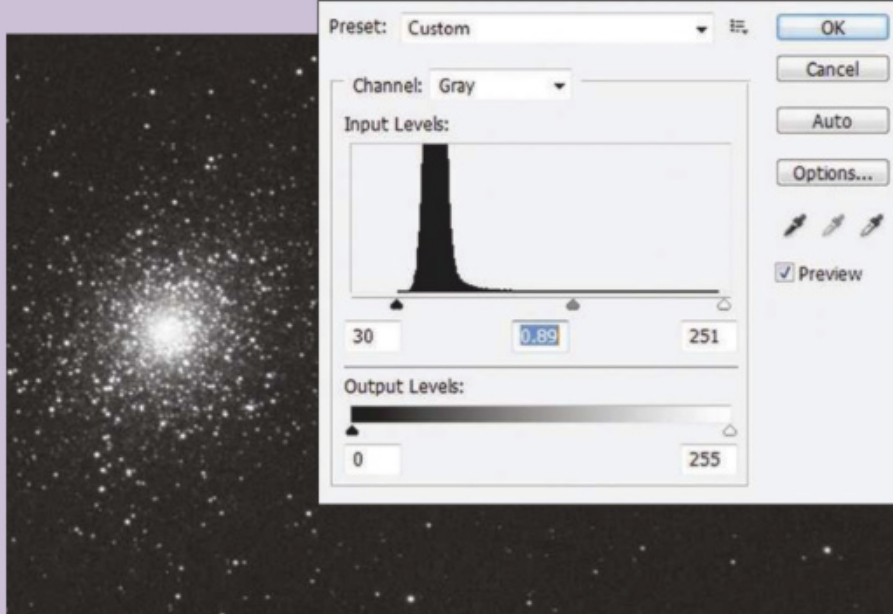 Preset: Custom
OK
Cancel
Channel: Gray
Auto
Input Levels:
Options...
Preview
30 0.89 251
Output Levels:
0 255